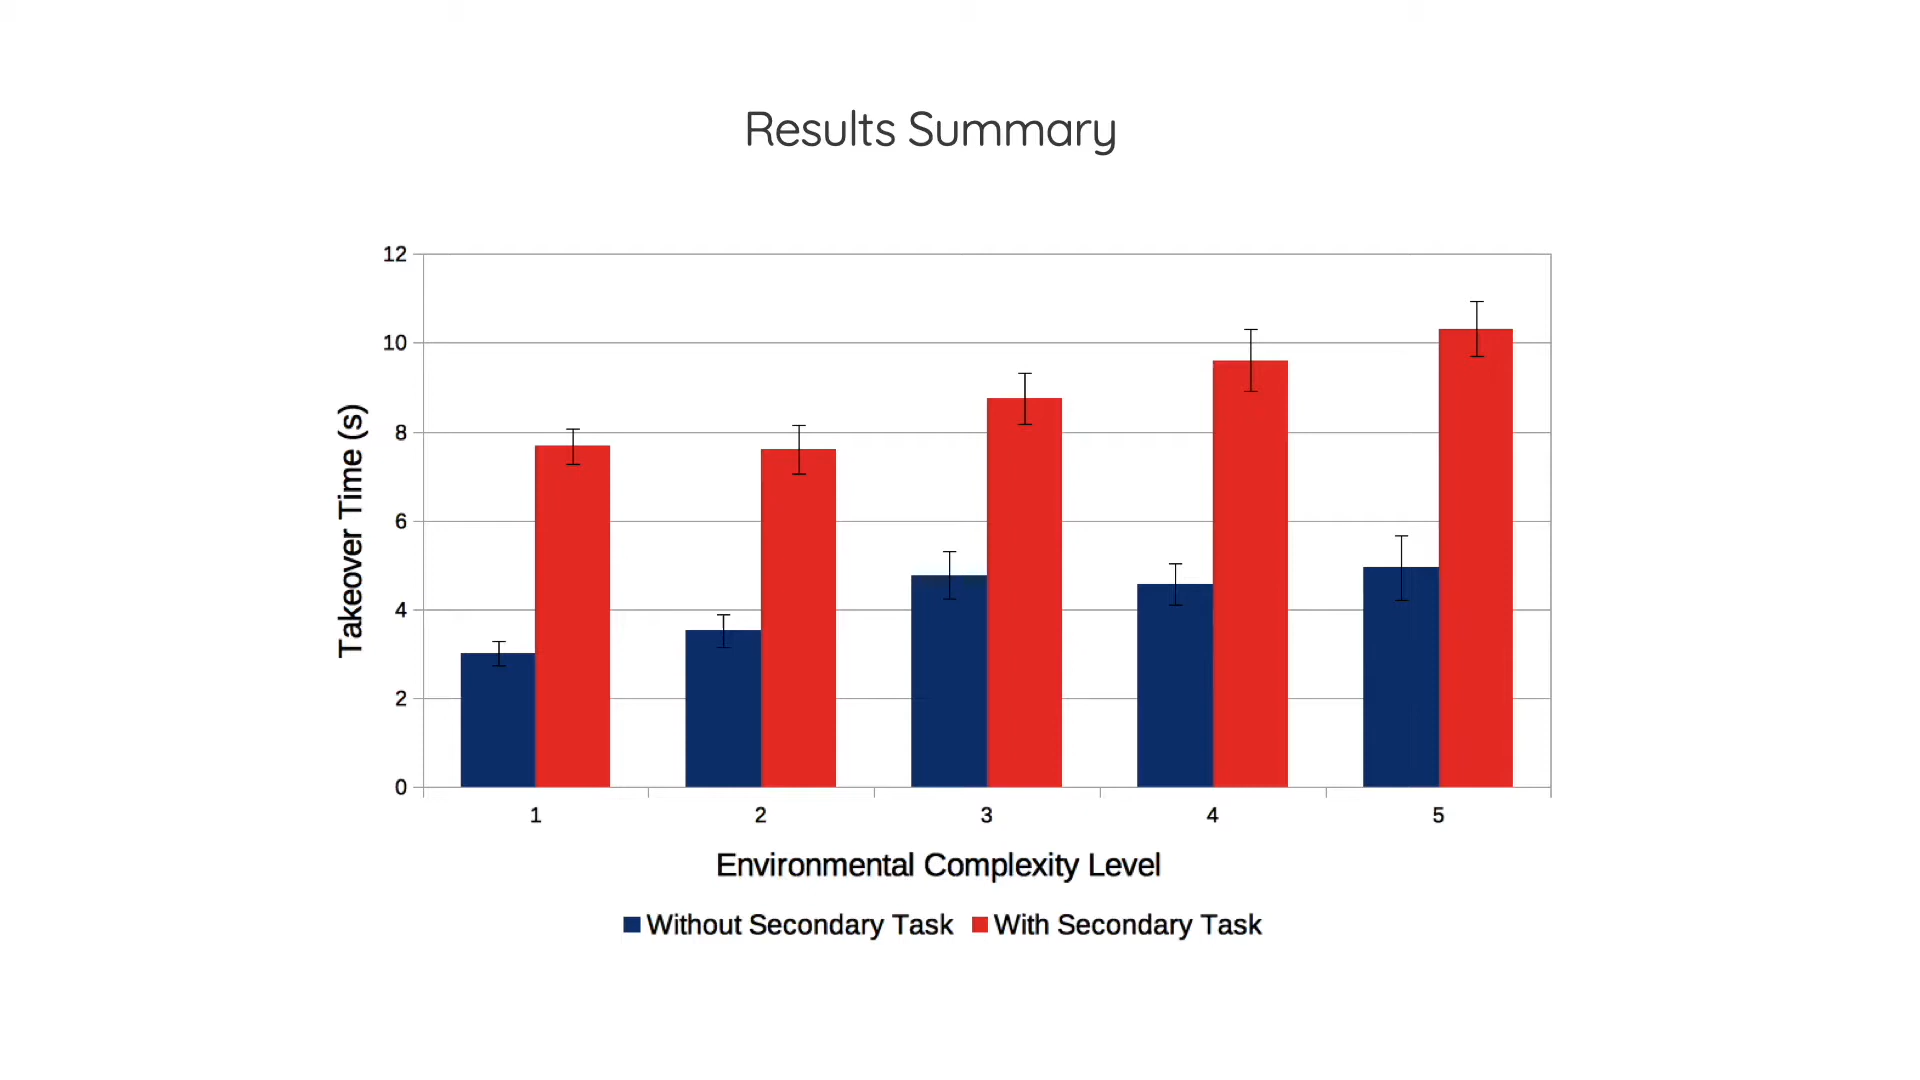 Results Summary
12
10
8
6
4
2
0
Takeover Time (s)
1 2 3 4 5
Environmental Complexity Level
Without Secondary Task With Secondary Task